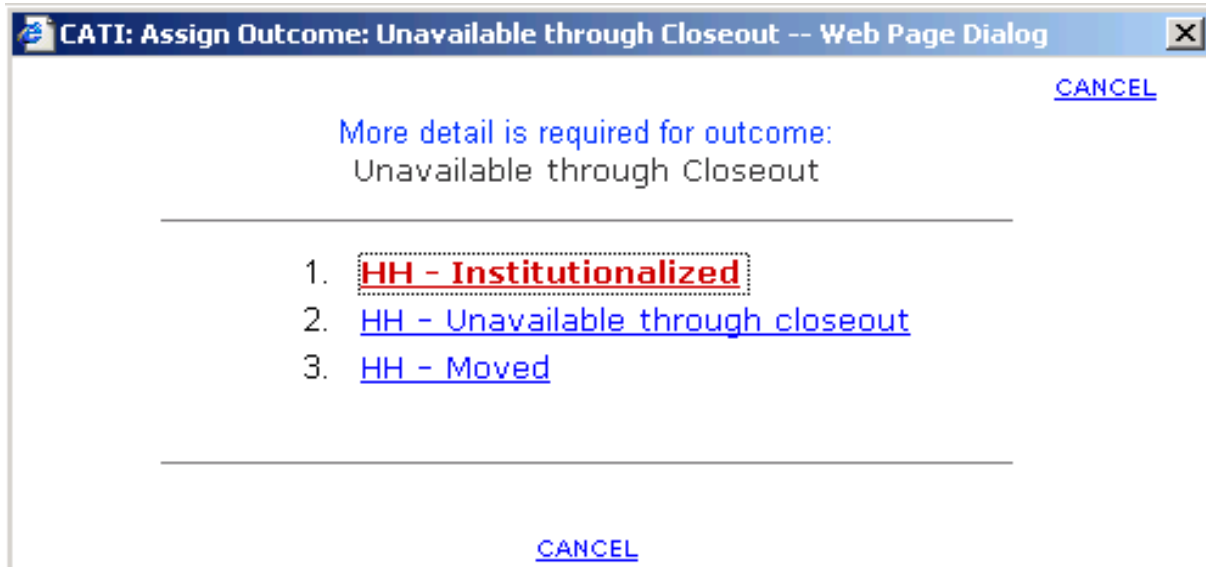 CATI: Assign Outcome: Unavailable through Closeout -- Web Page Dialog
CANCEL
More detail is required for outcome:
Unavailable through Closeout
1. HH - Institutionalized
2. HH - Unavailable through closeout
3. HH - Moved
CANCEL